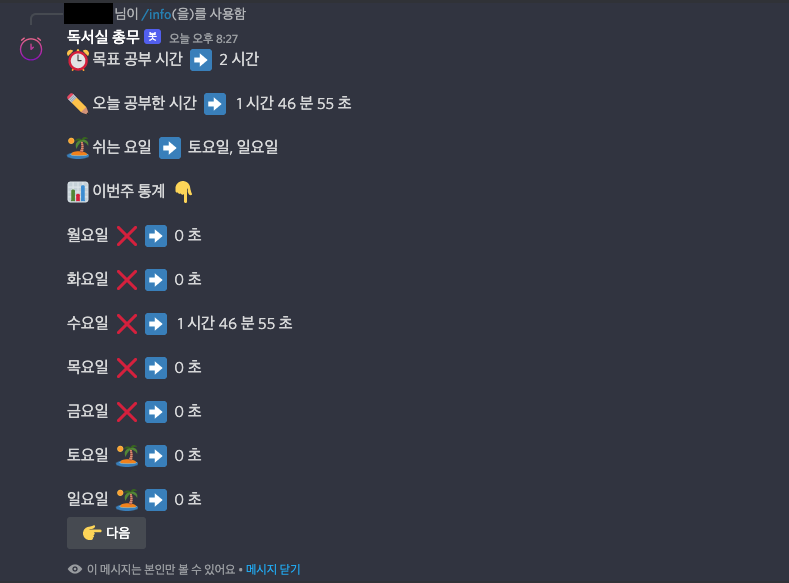 님이 /info(을)를 사용함
독서실 총무 봇 오늘 오후 8:27
목표 공부 시간 ➡ 2 시간
오늘 공부한 시간 ➡ 1 시간 46 분 55 초
쉬는 요일 ➡ 토요일, 일요일
이번주 통계 👇
월요일 ❌ ➡ 0 초
화요일 ❌ ➡ 0 초
수요일 ❌ ➡ 1 시간 46 분 55 초
목요일 ❌ ➡ 0 초
금요일 ❌ ➡ 0 초
토요일 🏝 ➡ 0 초
일요일 🏝 ➡ 0 초
👉 다음
이 메시지는 본인만 볼 수 있어요 • 메시지 닫기